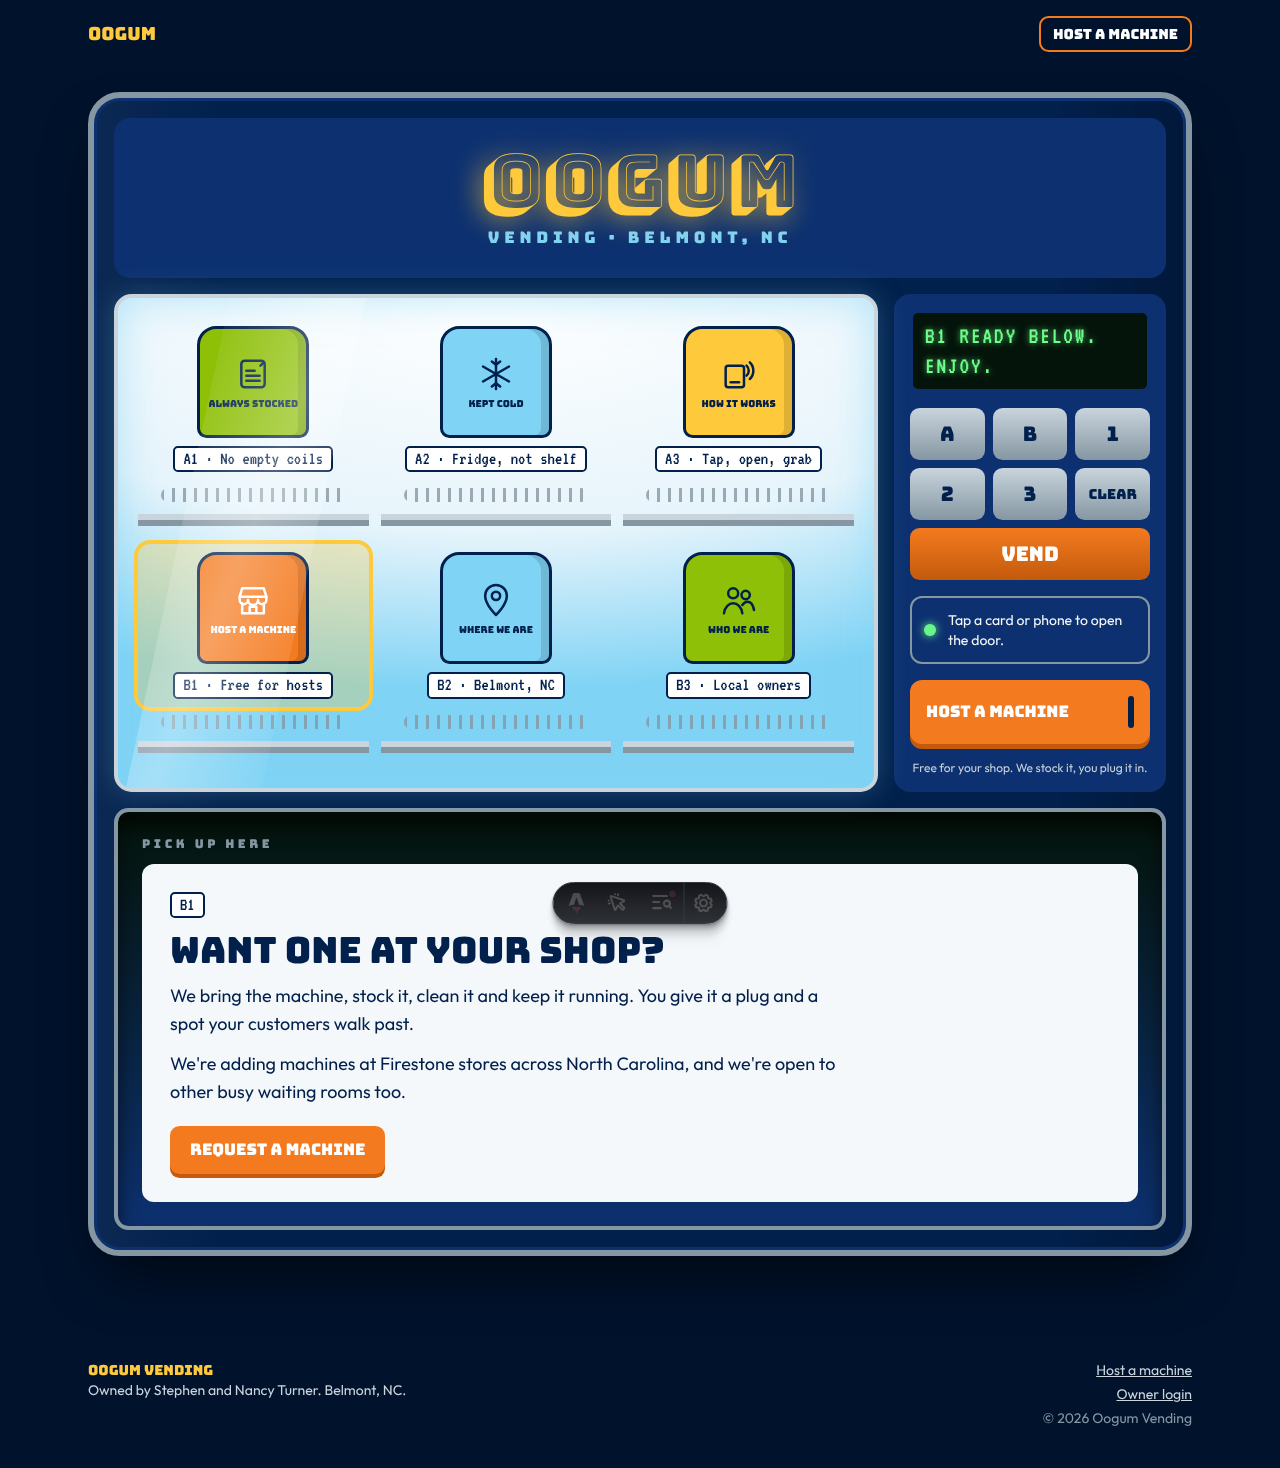 OOGUM
HOST A MACHINE
OOGUM
VENDING · BELMONT, NC
ALWAYS STOCKED
KEPT COLD
HOW IT WORKS
A1 · No empty coils
A2 · Fridge, not shelf
A3 · Tap, open, grab
HOST A MACHINE
WHERE WE ARE
WHO WE ARE
B1 · Free for hosts
B2 · Belmont, NC
B3 · Local owners
B1 READY BELOW.
ENJOY.
A
B
1
2
3
CLEAR
VEND
Tap a card or phone to open
the door.
HOST A MACHINE
Free for your shop. We stock it, you plug it in.
PICK UP HERE
B1
WANT ONE AT YOUR SHOP?
We bring the machine, stock it, clean it and keep it running. You give it a plug and a
spot your customers walk past.
We're adding machines at Firestone stores across North Carolina, and we're open to
other busy waiting rooms too.
REQUEST A MACHINE
OOGUM VENDING
Owned by Stephen and Nancy Turner. Belmont, NC.
Host a machine
Owner login
© 2026 Oogum Vending